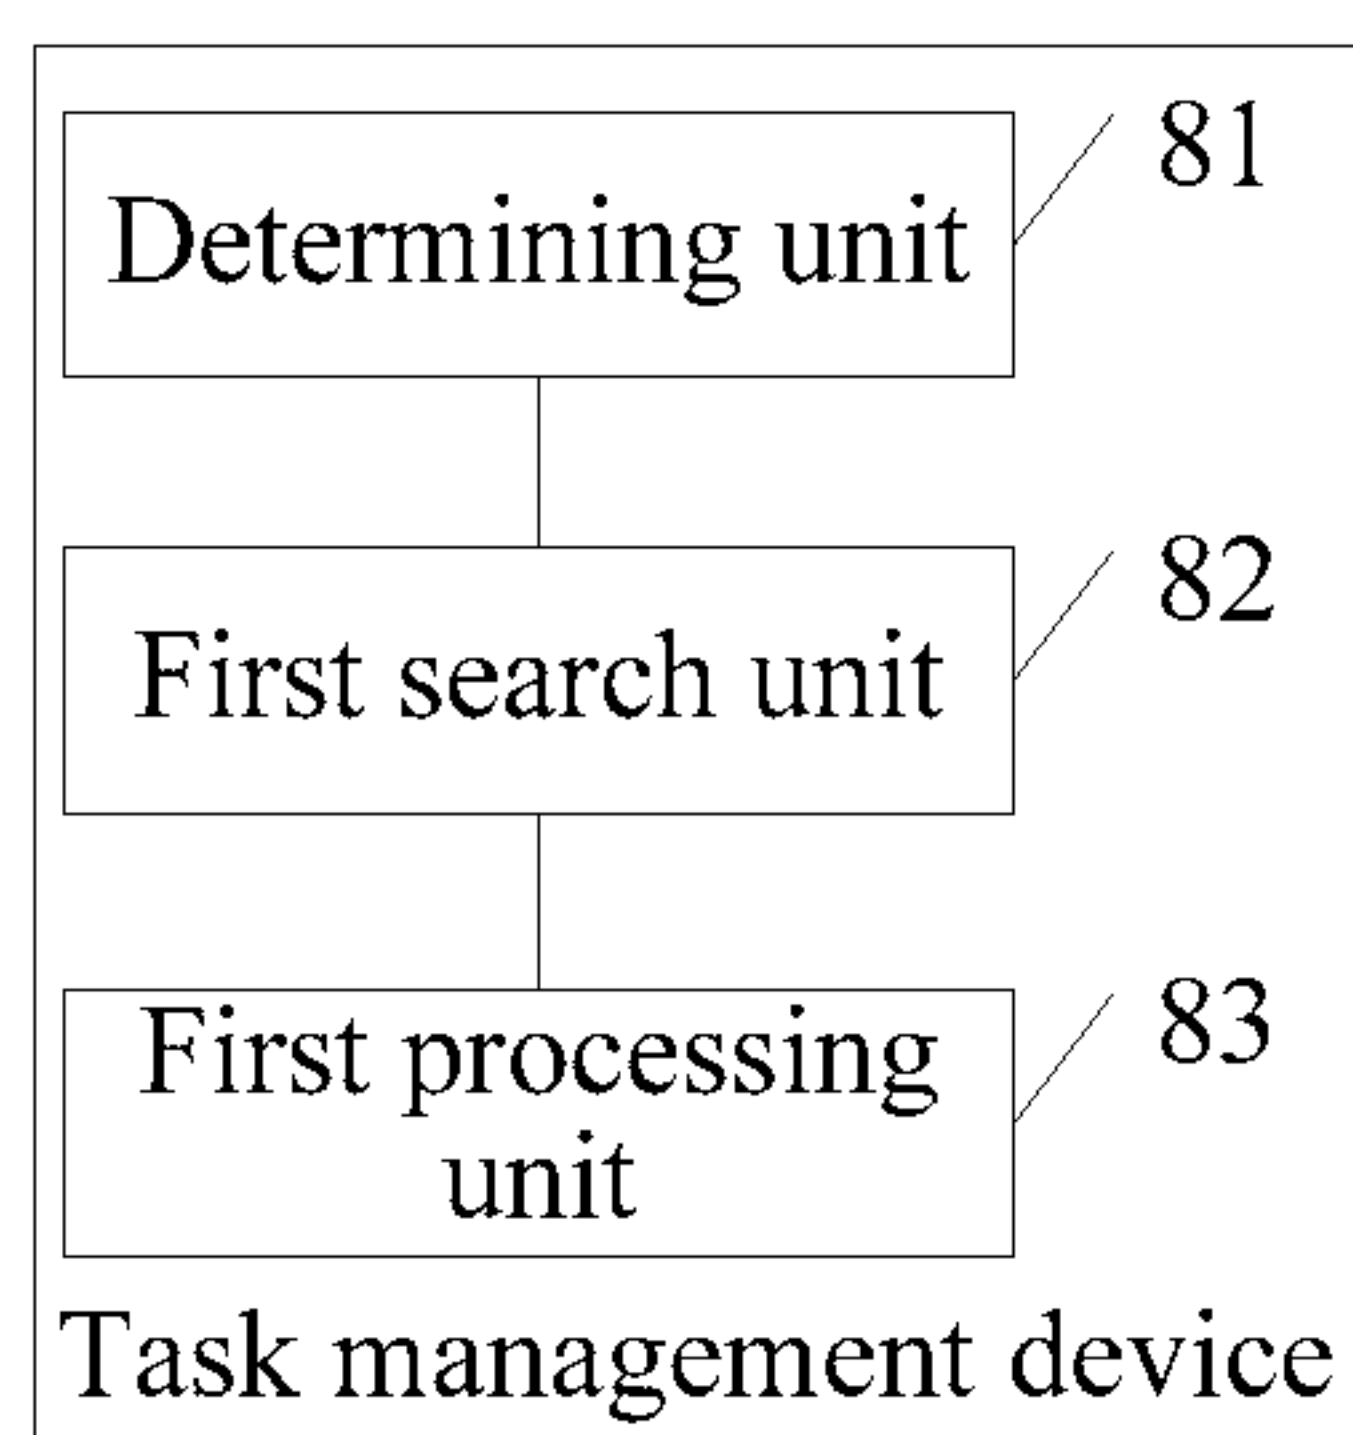 81
Determining unit
82
First search unit
83
First processing
unit
Task management device